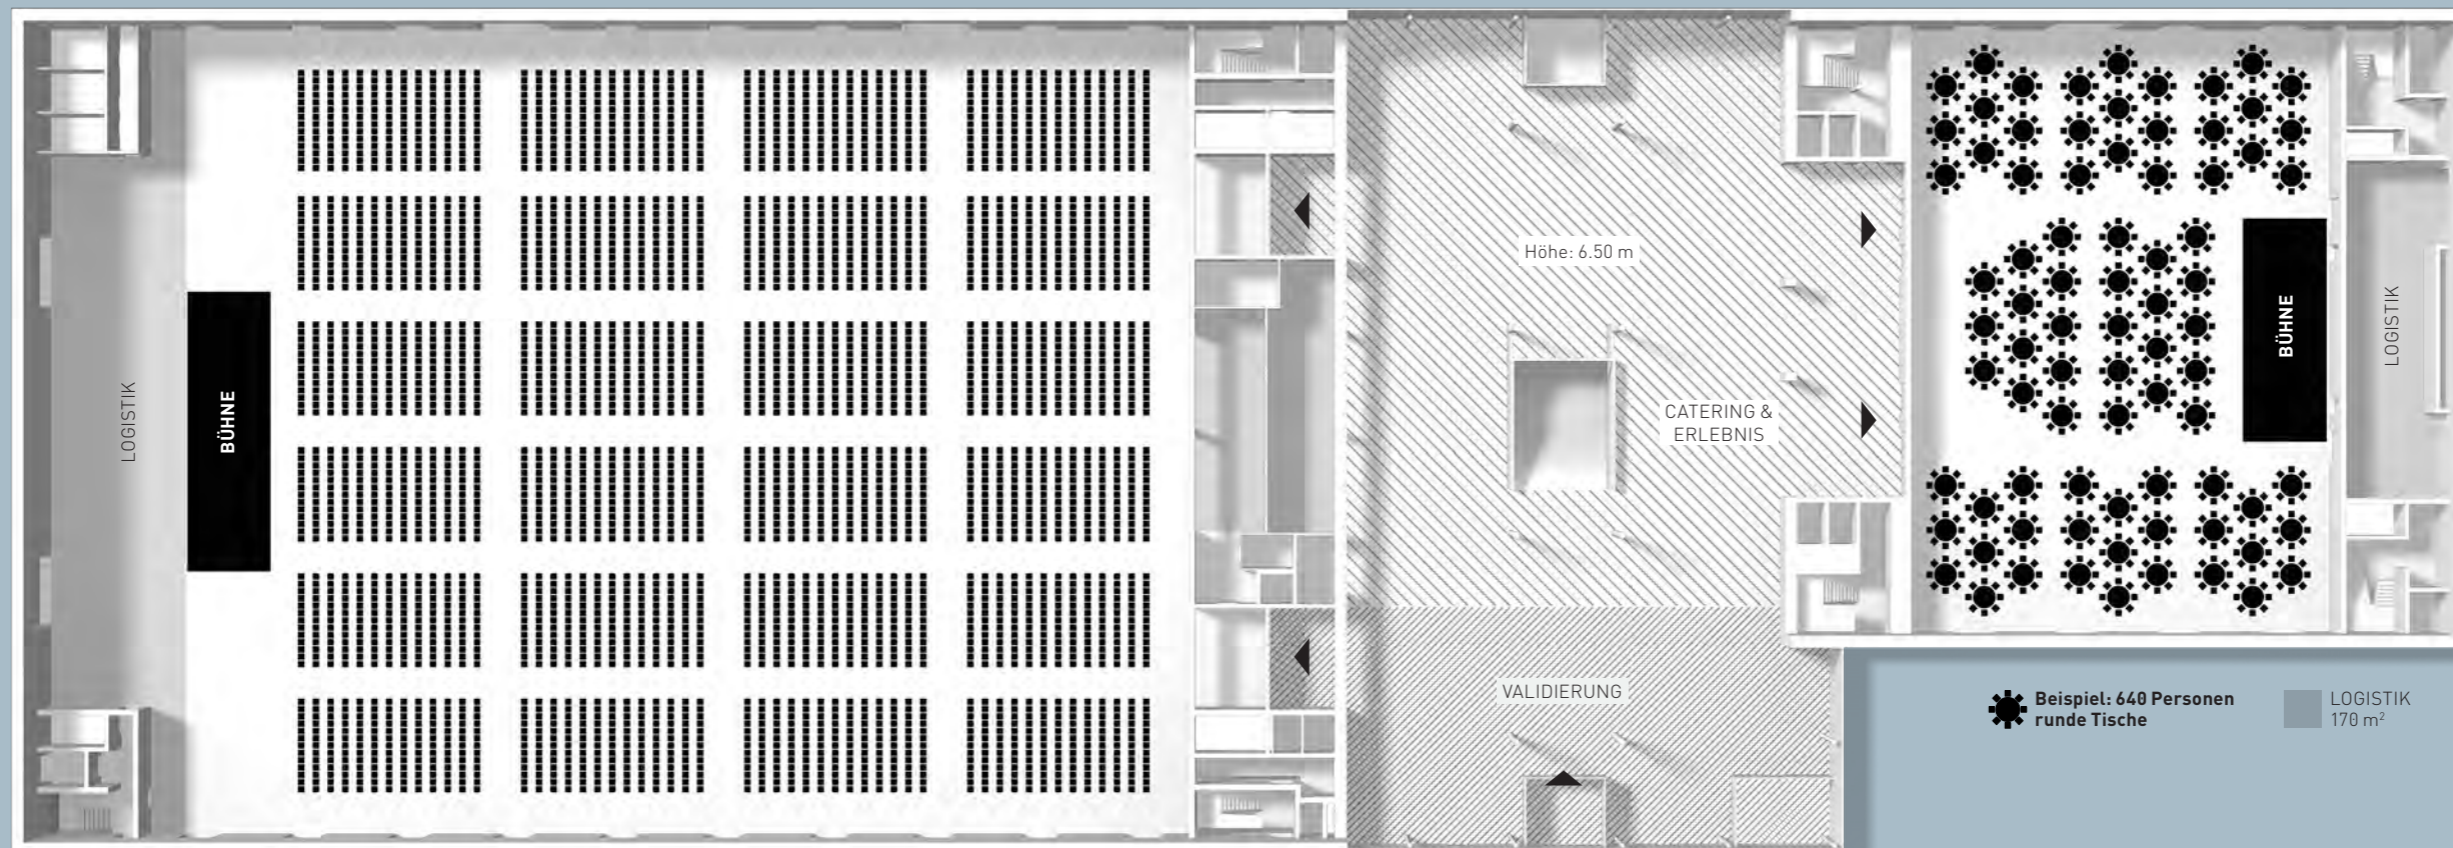 LOGISTIK
BÜHNE
Höhe: 6.50 m
CATERING &
ERLEBNIS
VALIDIERUNG
BÜHNE
LOGISTIK
Beispiel: 640 Personen
runde Tische
LOGISTIK
170 m²